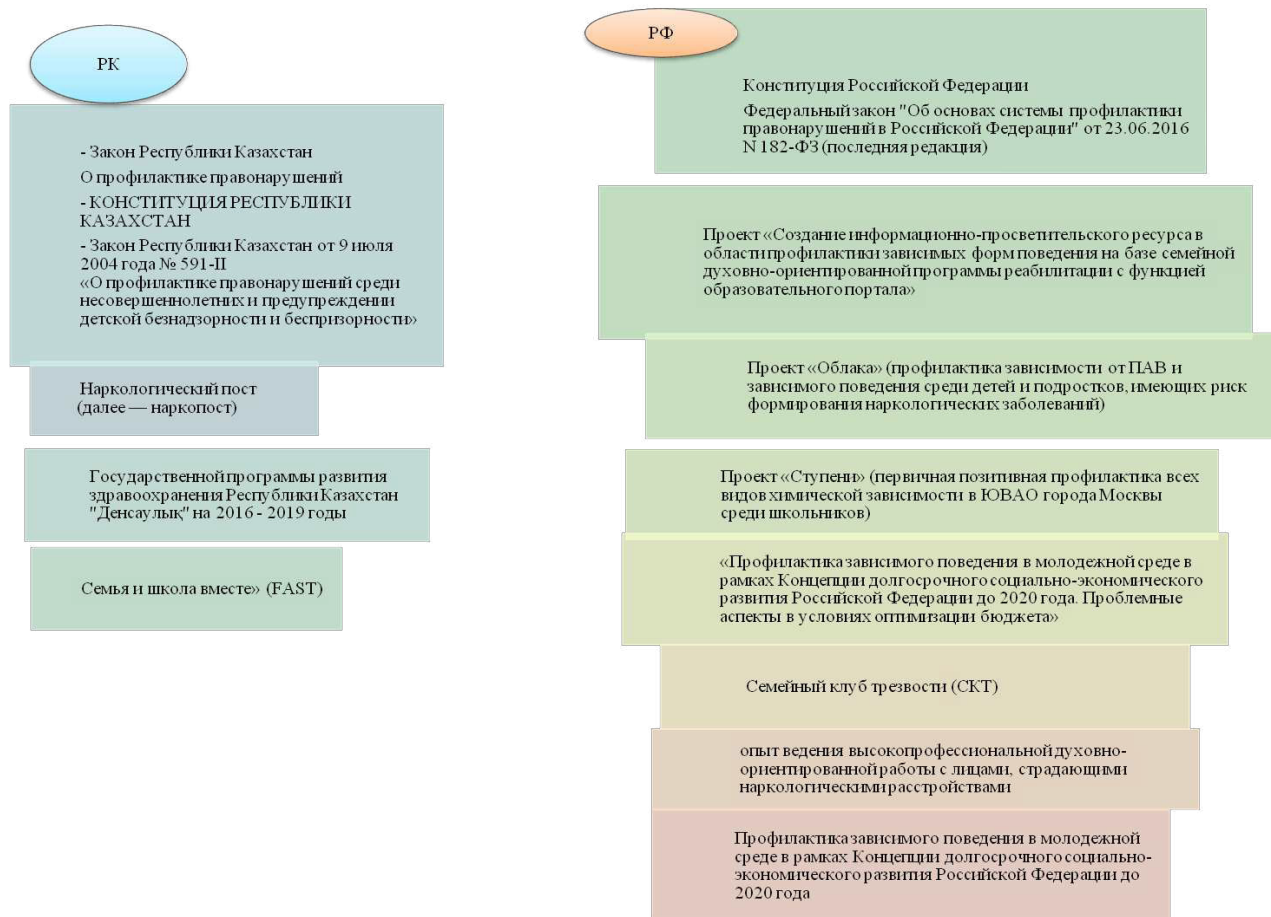 РК
- Закон Республики Казахстан
О профилактике правонарушений
- КОНСТИТУЦИЯ РЕСПУБЛИКИ
КАЗАХСТАН
- Закон Республики Казахстан от 9 июля
2004 года № 591-II
«О профилактике правонарушений среди
несовершеннолетних и предупреждении
детской безнадзорности и беспризорности»
Наркологический пост
(далее — наркопост)
Государственной программы развития
здравоохранения Республики Казахстан
"Денсаулық" на 2016 - 2019 годы
Семья и школа вместе» (FAST)
РФ
Конституция Российской Федерации
Федеральный закон "Об основах системы профилактики
правонарушений в Российской Федерации" от 23.06.2016
N 182-ФЗ (последняя редакция)
Проект «Создание информационно-просветительского ресурса в
области профилактики зависимых форм поведения на базе семейной
духовно-ориентированной программы реабилитации с функцией
образовательного портала»
Проект «Облака» (профилактика зависимости от ПАВ и
зависимого поведения среди детей и подростков, имеющих риск
формирования наркологических заболеваний)
Проект «Ступени» (первичная позитивная профилактика всех
видов химической зависимости в ЮВАО города Москвы
среди школьников)
«Профилактика зависимого поведения в молодежной среде в
рамках Концепции долгосрочного социально-экономического
развития Российской Федерации до 2020 года. Проблемные
аспекты в условиях оптимизации бюджета»
Семейный клуб трезвости (СКТ)
опыт ведения высокопрофессиональной духовно-
ориентированной работы с лицами, страдающими
наркологическими расстройствами
Профилактика зависимого поведения в молодежной
среде в рамках Концепции долгосрочного социально-
экономического развития Российской Федерации до
2020 года